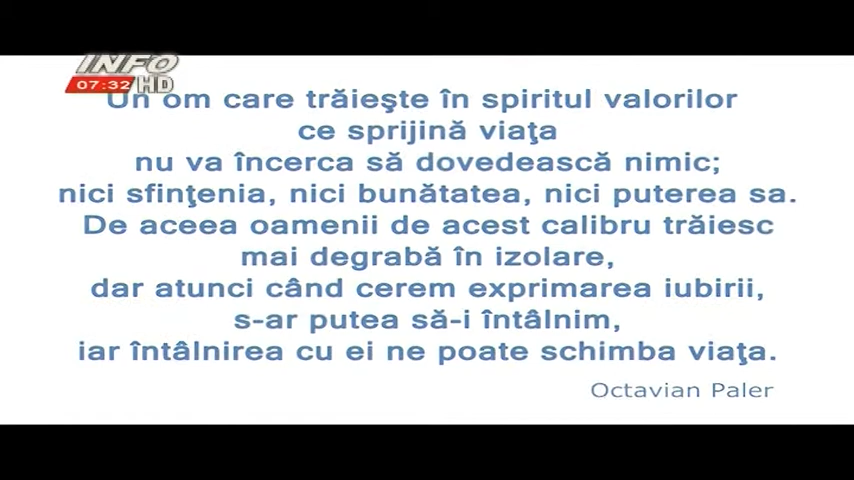 INFO
07:32 HD
Un om care trăieşte în spiritul valorilor
ce sprijină viaţa
nu va încerca să dovedească nimic;
nici sfinţenia, nici bunătatea, nici puterea sa.
De aceea oamenii de acest calibru trăiesc
mai degrabă în izolare,
dar atunci când cerem exprimarea iubirii,
s-ar putea să-i întâlnim,
iar întâlnirea cu ei ne poate schimba viaţa.
Octavian Paler